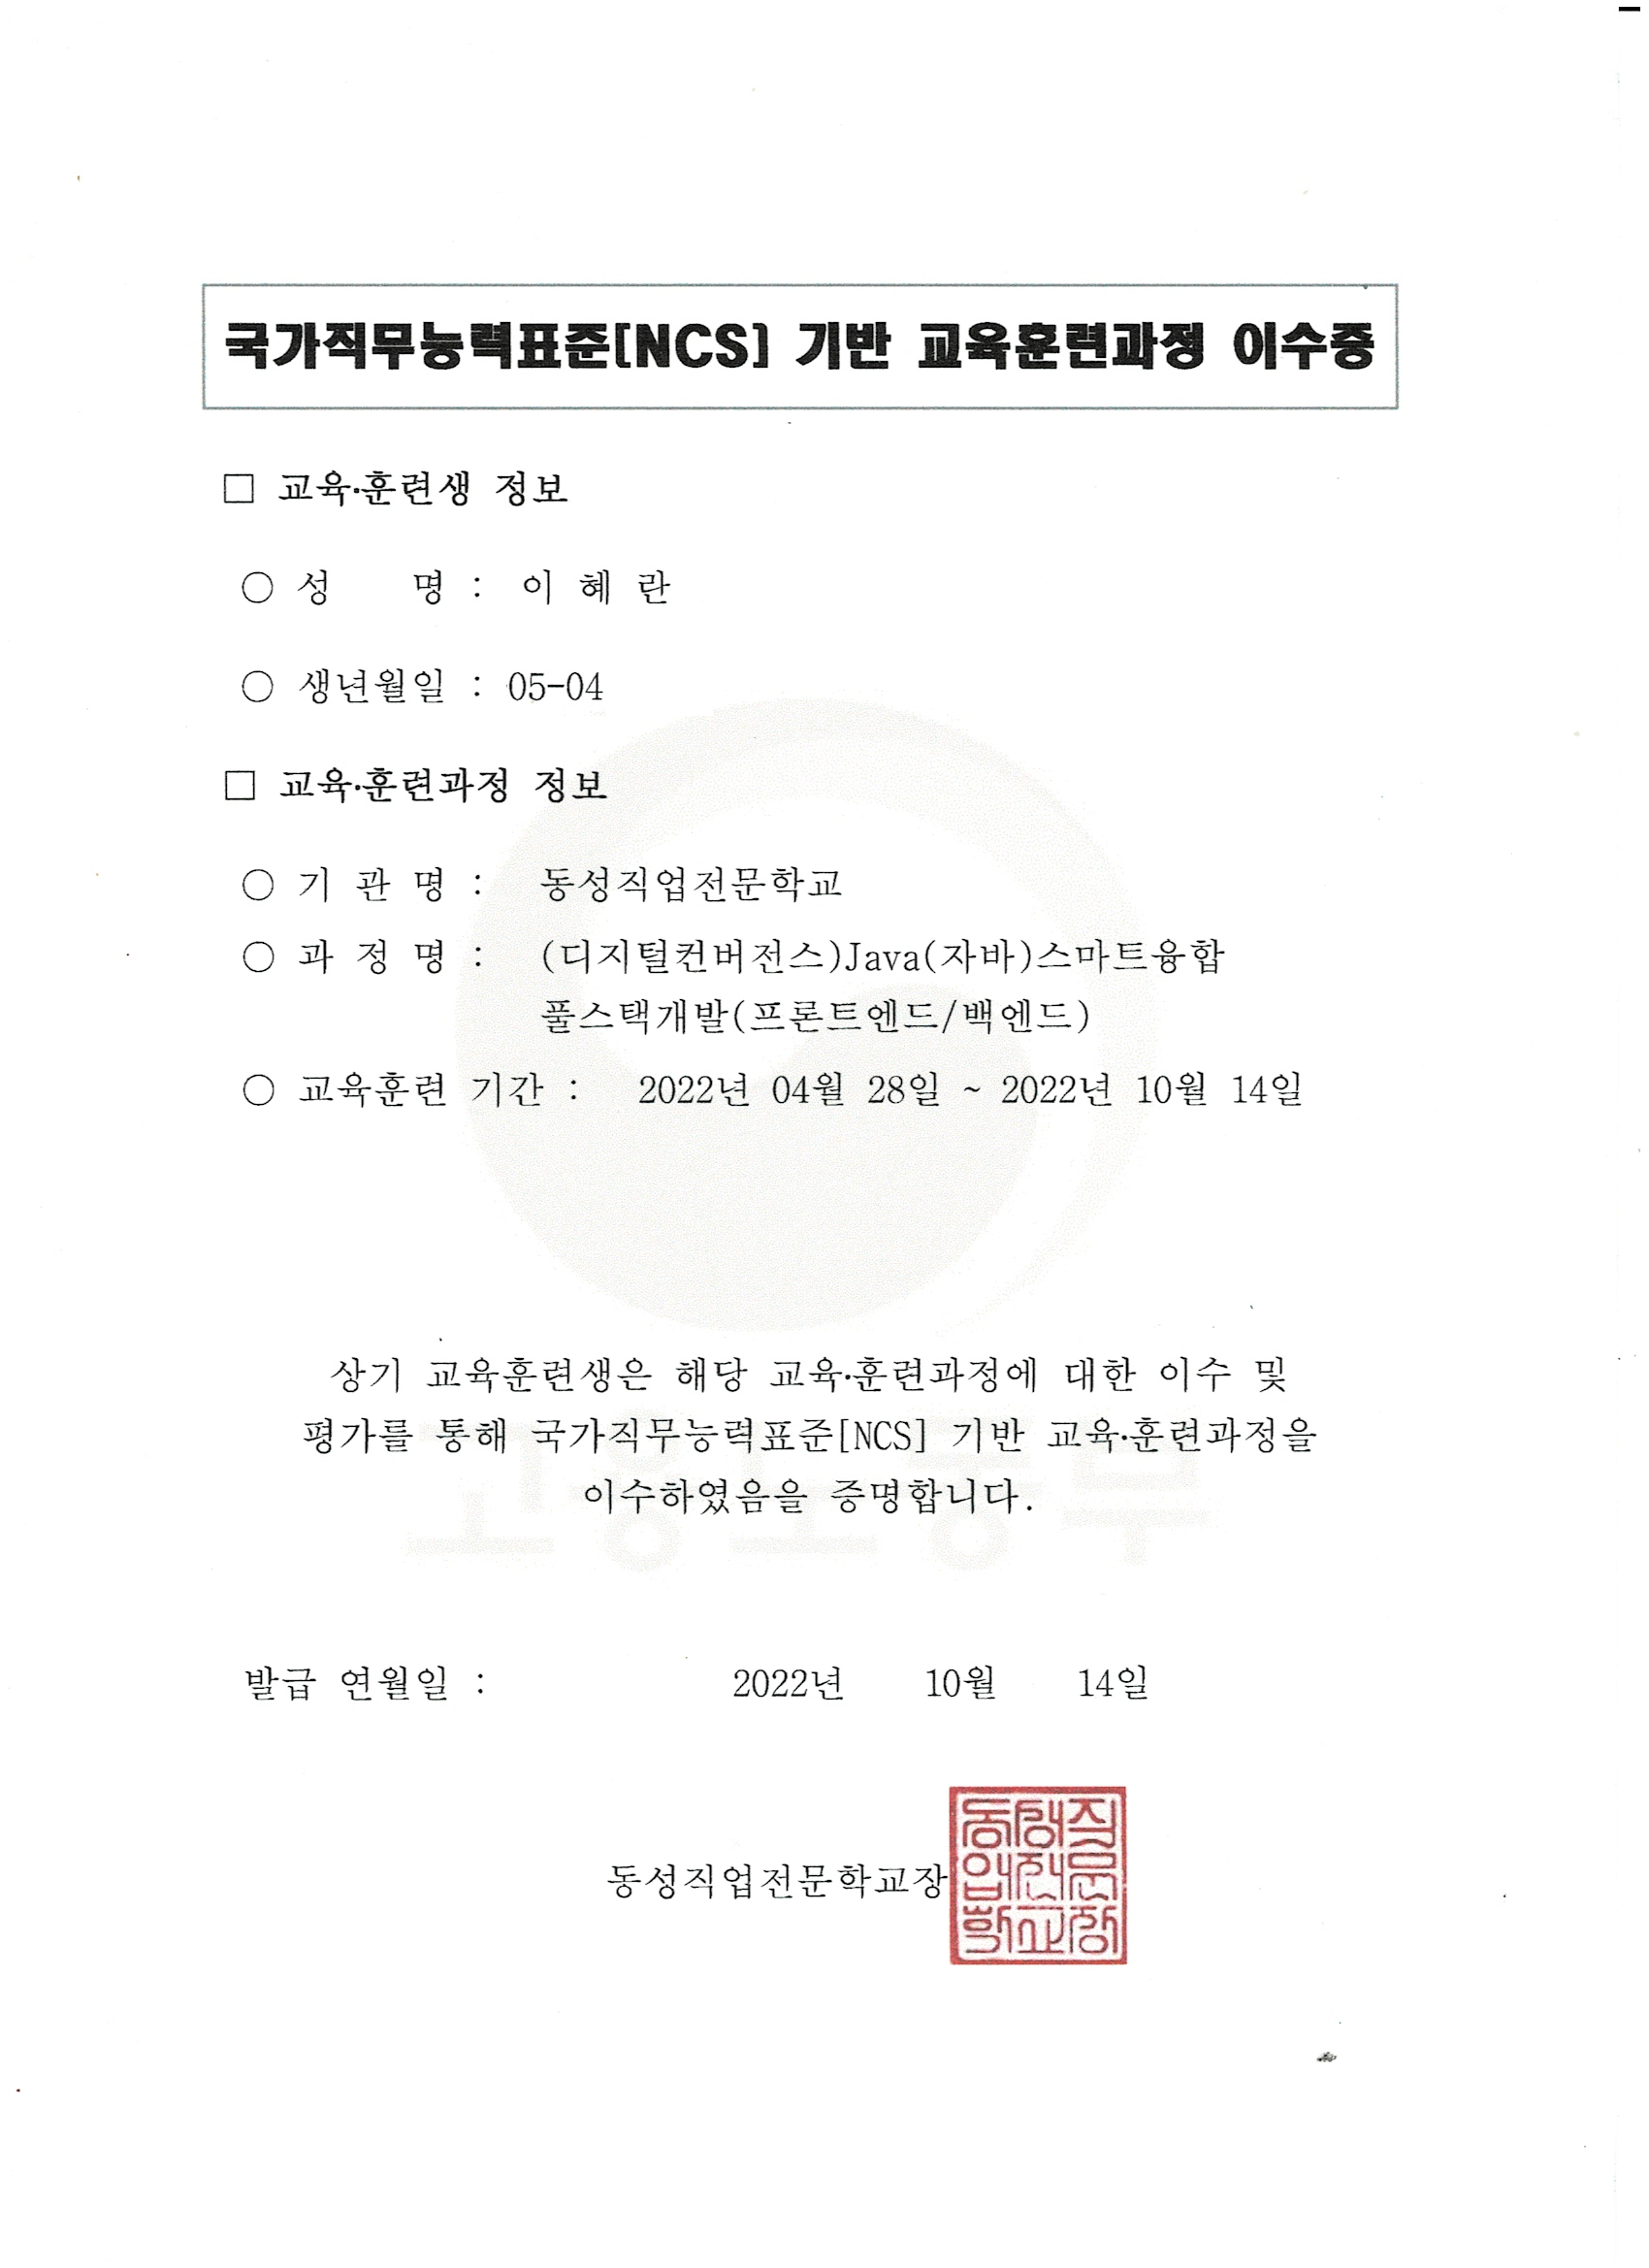 국가직무능력표준[NCS] 기반 교육훈련과정 이수증
□ 교육·훈련생 정보
○ 성 명 : 이 혜 란
○ 생년월일 : 05-04
□ 교육·훈련과정 정보
○ 기 관 명 : 동성직업전문학교
○ 과 정 명 : (디지털컨버전스)Java(자바)스마트융합
풀스택개발(프론트엔드/백엔드)
○ 교육훈련 기간 : 2022년 04월 28일 ~ 2022년 10월 14일
상기 교육훈련생은 해당 교육·훈련과정에 대한 이수 및
평가를 통해 국가직무능력표준[NCS] 기반 교육·훈련과정을
이수하였음을 증명합니다.
고용노동부
발급 연월일 : 2022년 10월 14일
동성직업전문학교장
동성직
업전문
학교장